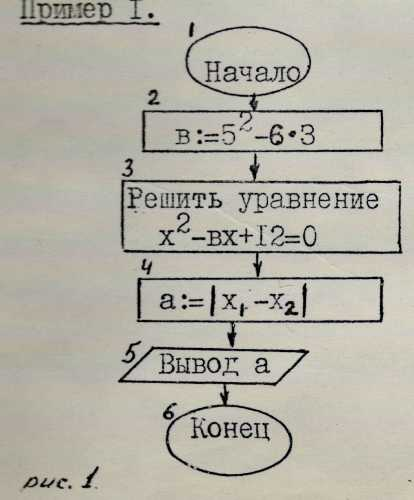 Пример I.
1
Начало
2
в:=5²-6·3
3
Решить уравнение
x²-вx+I2=0
4
a:=|x₁-x₂|
5
Вывод a
6
Конец
рис. 1.